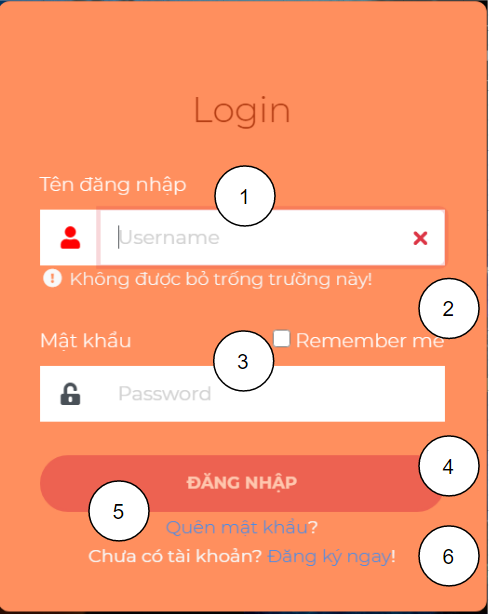 Login
Tên đăng nhập
1
Username
Không được bỏ trống trường này!
2
Mật khẩu
3
Remember me
Password
4
ĐĂNG NHẬP
5
Quên mật khẩu?
Chưa có tài khoản? Đăng ký ngay!
6